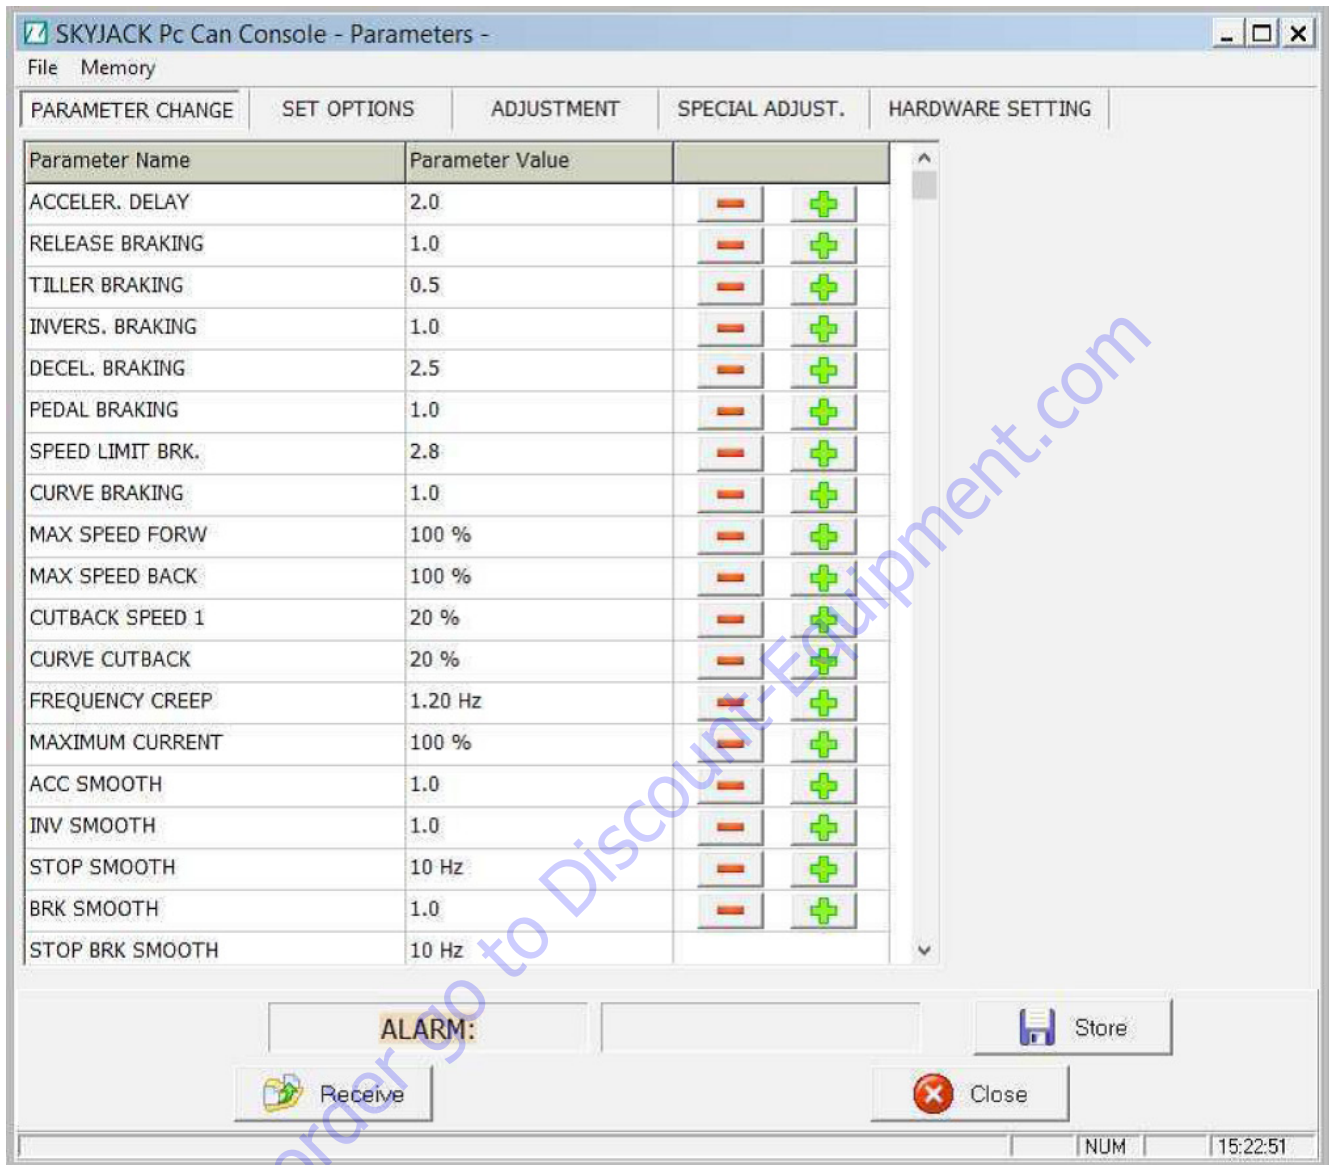 SKYJACK Pc Can Console - Parameters -
File Memory
PARAMETER CHANGE SET OPTIONS ADJUSTMENT SPECIAL ADJUST. HARDWARE SETTING
Parameter Name Parameter Value
ACCELER. DELAY 2.0
RELEASE BRAKING 1.0
TILLER BRAKING 0.5
INVERS. BRAKING 1.0
DECEL. BRAKING 2.5
PEDAL BRAKING 1.0
SPEED LIMIT BRK. 2.8
CURVE BRAKING 1.0
MAX SPEED FORW 100 %
MAX SPEED BACK 100 %
CUTBACK SPEED 1 20 %
CURVE CUTBACK 20 %
FREQUENCY CREEP 1.20 Hz
MAXIMUM CURRENT 100 %
ACC SMOOTH 1.0
INV SMOOTH 1.0
STOP SMOOTH 10 Hz
BRK SMOOTH 1.0
STOP BRK SMOOTH 10 Hz
ALARM:
Store
Receive
Close
NUM 15:22:51
order go to Discount-Equipment.com